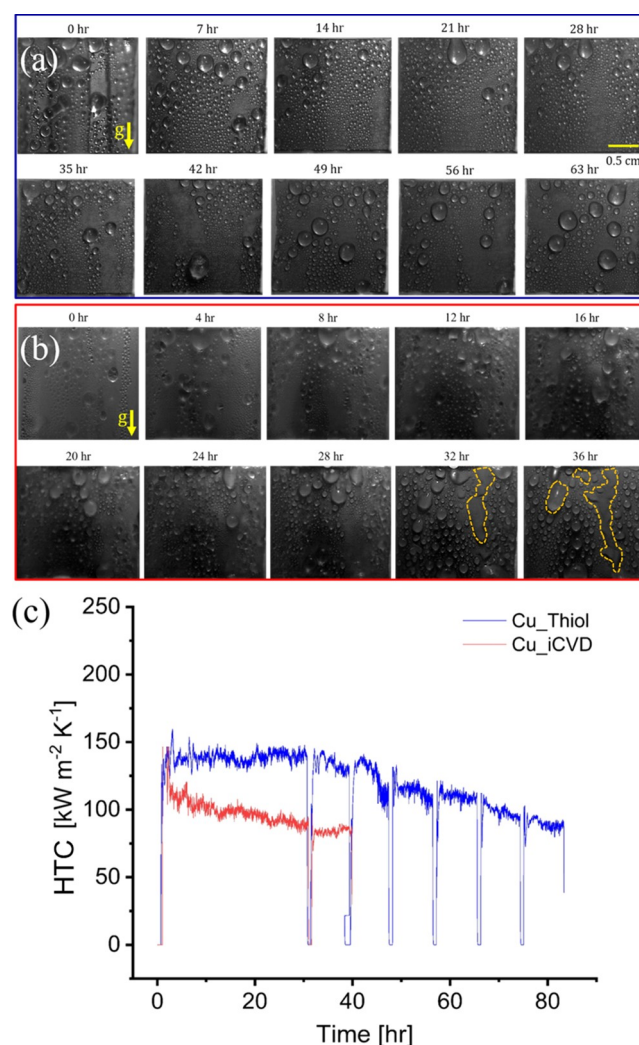 0 hr 7 hr 14 hr 21 hr 28 hr
(a)
g
0.5 cm
35 hr 42 hr 49 hr 56 hr 63 hr
0 hr 4 hr 8 hr 12 hr 16 hr
(b)
g
20 hr 24 hr 28 hr 32 hr 36 hr
(c)
250
Cu_Thiol
Cu_iCVD
200
150
100
50
0
HTC [kW m⁻² K⁻¹]
0 20 40 60 80
Time [hr]